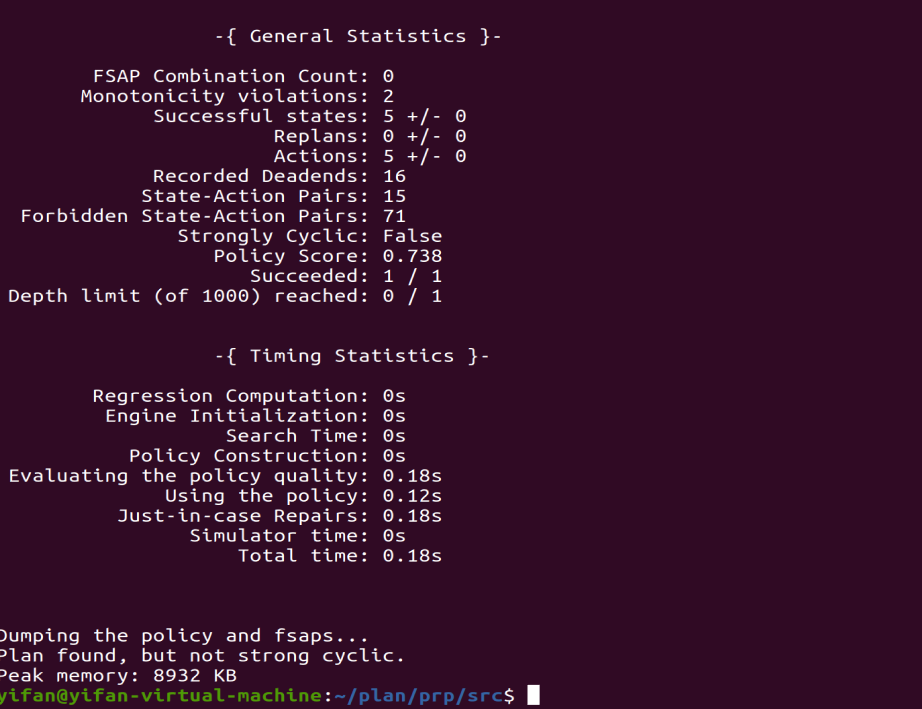 -{ General Statistics }-
FSAP Combination Count: 0
Monotonicity violations: 2
Successful states: 5 +/- 0
Replans: 0 +/- 0
Actions: 5 +/- 0
Recorded Deadends: 16
State-Action Pairs: 15
Forbidden State-Action Pairs: 71
Strongly Cyclic: False
Policy Score: 0.738
Succeeded: 1 / 1
Depth limit (of 1000) reached: 0 / 1
-{ Timing Statistics }-
Regression Computation: 0s
Engine Initialization: 0s
Search Time: 0s
Policy Construction: 0s
Evaluating the policy quality: 0.18s
Using the policy: 0.12s
Just-in-case Repairs: 0.18s
Simulator time: 0s
Total time: 0.18s
Dumping the policy and fsaps...
Plan found, but not strong cyclic.
Peak memory: 8932 KB
yifan@yifan-virtual-machine:~/plan/prp/src$